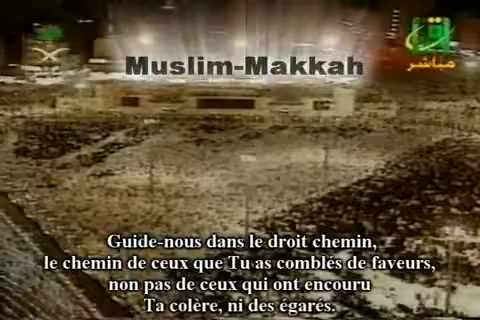 Muslim-Makkah
مباشر
Guide-nous dans le droit chemin,
le chemin de ceux que Tu as comblés de faveurs,
non pas de ceux qui ont encouru
Ta colère, ni des égarés.